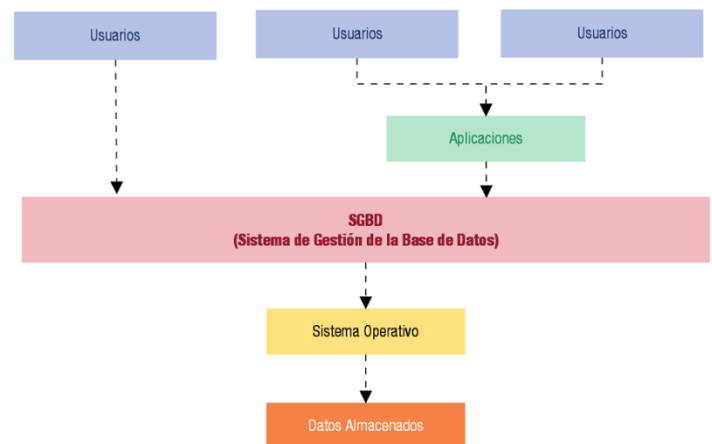 Usuarios
Usuarios
Usuarios
Aplicaciones
SGBD
(Sistema de Gestión de la Base de Datos)
Sistema Operativo
Datos Almacenados